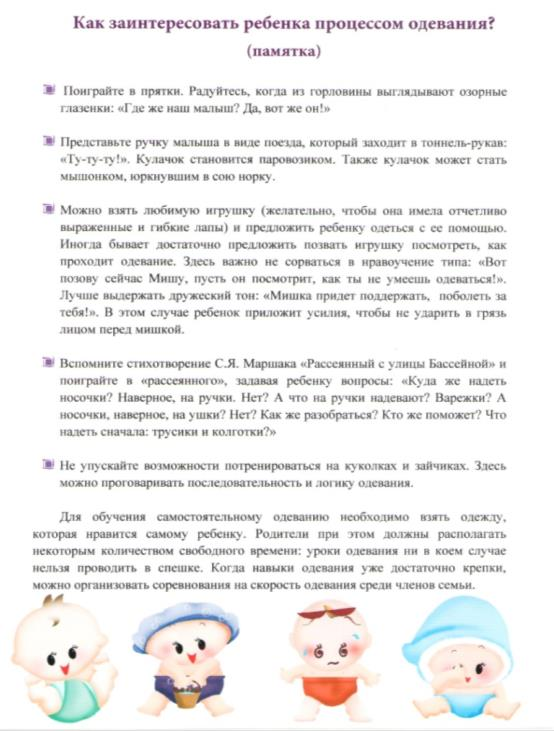 Как заинтересовать ребенка процессом одевания?
(памятка)
Поиграйте в прятки. Радуйтесь, когда из горловины выглядывают озорные
глазенки: «Где же наш малыш? Да, вот же он!»
Представьте ручку малыша в виде поезда, который заходит в тоннель-рукав:
«Ту-ту-ту!». Кулачок становится паровозиком. Также кулачок может стать
мышонком, юркнувшим в сою норку.
Можно взять любимую игрушку (желательно, чтобы она имела отчетливо
выраженные и гибкие лапы) и предложить ребенку одеться с ее помощью.
Иногда бывает достаточно предложить позвать игрушку посмотреть, как
проходит одевание. Здесь важно не сорваться в нравоучение типа: «Вот
позову сейчас Мишу, пусть он посмотрит, как ты не умеешь одеваться!».
Лучше выдержать дружеский тон: «Мишка придет поддержать, поболеть за
тебя!». В этом случае ребенок приложит усилия, чтобы не ударить в грязь
лицом перед мишкой.
Вспомните стихотворение С.Я. Маршака «Рассеянный с улицы Бассейной» и
поиграйте в «рассеянного», задавая ребенку вопросы: «Куда же надеть
носочки? Наверное, на ручки. Нет? А что на ручки надевают? Варежки? А
носочки, наверное, на ушки? Нет? Как же разобраться? Кто же поможет? Что
надеть сначала: трусики и колготки?»
Не упускайте возможности потренироваться на куколках и зайчиках. Здесь
можно проговаривать последовательность и логику одевания.
Для обучения самостоятельному одеванию необходимо взять одежду,
которая нравится самому ребенку. Родители при этом должны располагать
некоторым количеством свободного времени: уроки одевания ни в коем случае
нельзя проводить в спешке. Когда навыки одевания уже достаточно крепки,
можно организовать соревнования на скорость одевания среди членов семьи.